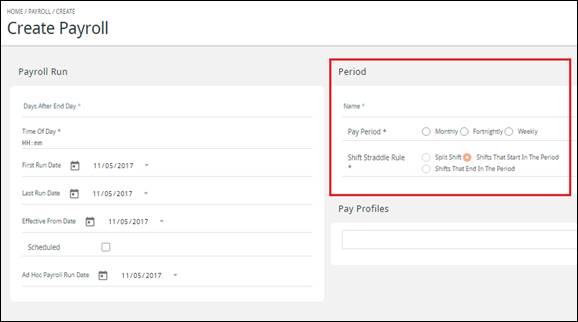 HOME / PAYROLL / CREATE
Create Payroll
Payroll Run
Days After End Day *
Time Of Day *
HH:mm
First Run Date 11/05/2017
Last Run Date 11/05/2017
Effective From Date 11/05/2017
Scheduled
Ad Hoc Payroll Run Date 11/05/2017
Period
Name *
Pay Period * Monthly Fortnightly Weekly
Shift Straddle Rule Split Shift Shifts That Start In The Period
* Shifts That End In The Period
Pay Profiles